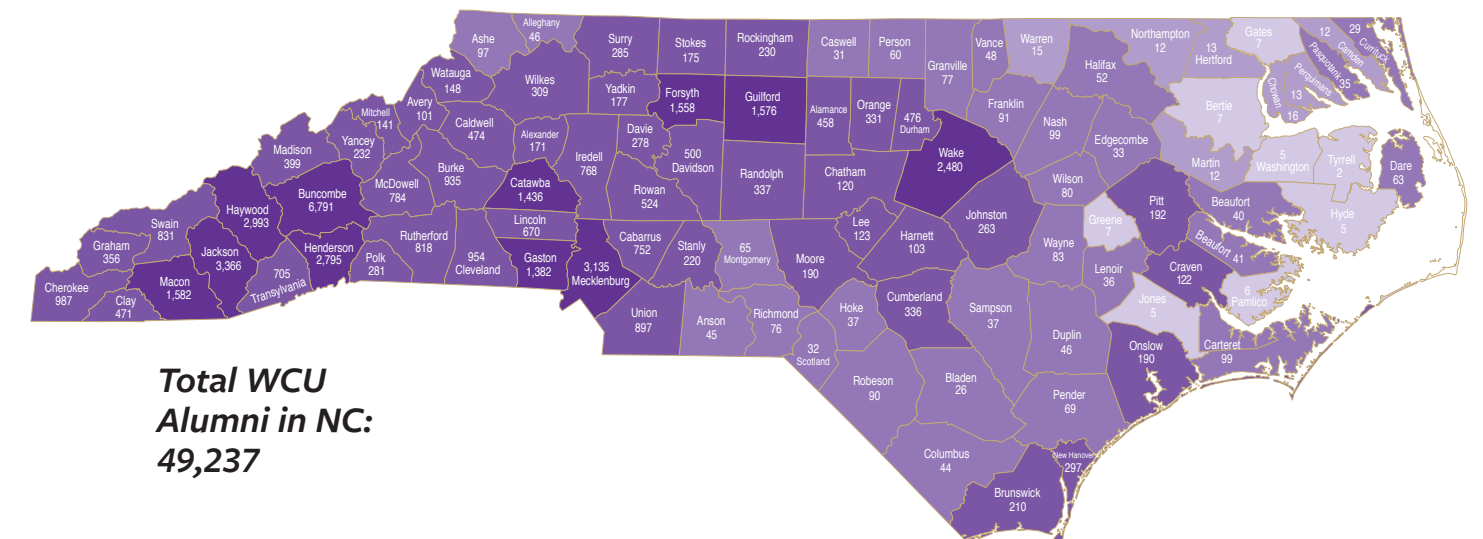 Alleghany
46
Ashe
97
Surry
285
Stokes
175
Rockingham
230
Caswell
31
Person
60
Granville
77
Vance
48
Warren
15
Northampton
12
Halifax
52
13
Hertford
Gates
7
12
Camden
29
Currituck
Pasquotank
35
Perquimans
13
Chowan
16
Bertie
7
Watauga
148
Wilkes
309
Yadkin
177
Forsyth
1,558
Guilford
1,576
Alamance
458
Orange
331
476
Durham
Franklin
91
Nash
99
Edgecombe
33
Martin
12
5
Washington
Tyrrell
2
Dare
63
Mitchell
141
Avery
101
Caldwell
474
Alexander
171
Iredell
768
Davie
278
500
Davidson
Randolph
337
Chatham
120
Wake
2,480
Wilson
80
Pitt
192
Beaufort
40
Hyde
5
Madison
399
Yancey
232
McDowell
784
Burke
935
Catawba
1,436
Rowan
524
Buncombe
6,791
Haywood
2,993
Swain
831
Graham
356
Jackson
3,366
Henderson
2,795
Rutherford
818
Polk
281
954
Cleveland
Lincoln
670
Gaston
1,382
3,135
Mecklenburg
Cabarrus
752
Stanly
220
65
Montgomery
Moore
190
Lee
123
Harnett
103
Johnston
263
Wayne
83
Greene
7
Lenoir
36
Craven
122
Beaufort 41
6
Pamlico
Cherokee
987
Clay
471
Macon
1,582
705
Transylvania
Union
897
Anson
45
Richmond
76
Hoke
37
32
Scotland
Cumberland
336
Sampson
37
Duplin
46
Jones
5
Onslow
190
Carteret
99
Robeson
90
Bladen
26
Pender
69
Columbus
44
New Hanover
297
Brunswick
210
Total WCU
Alumni in NC:
49,237